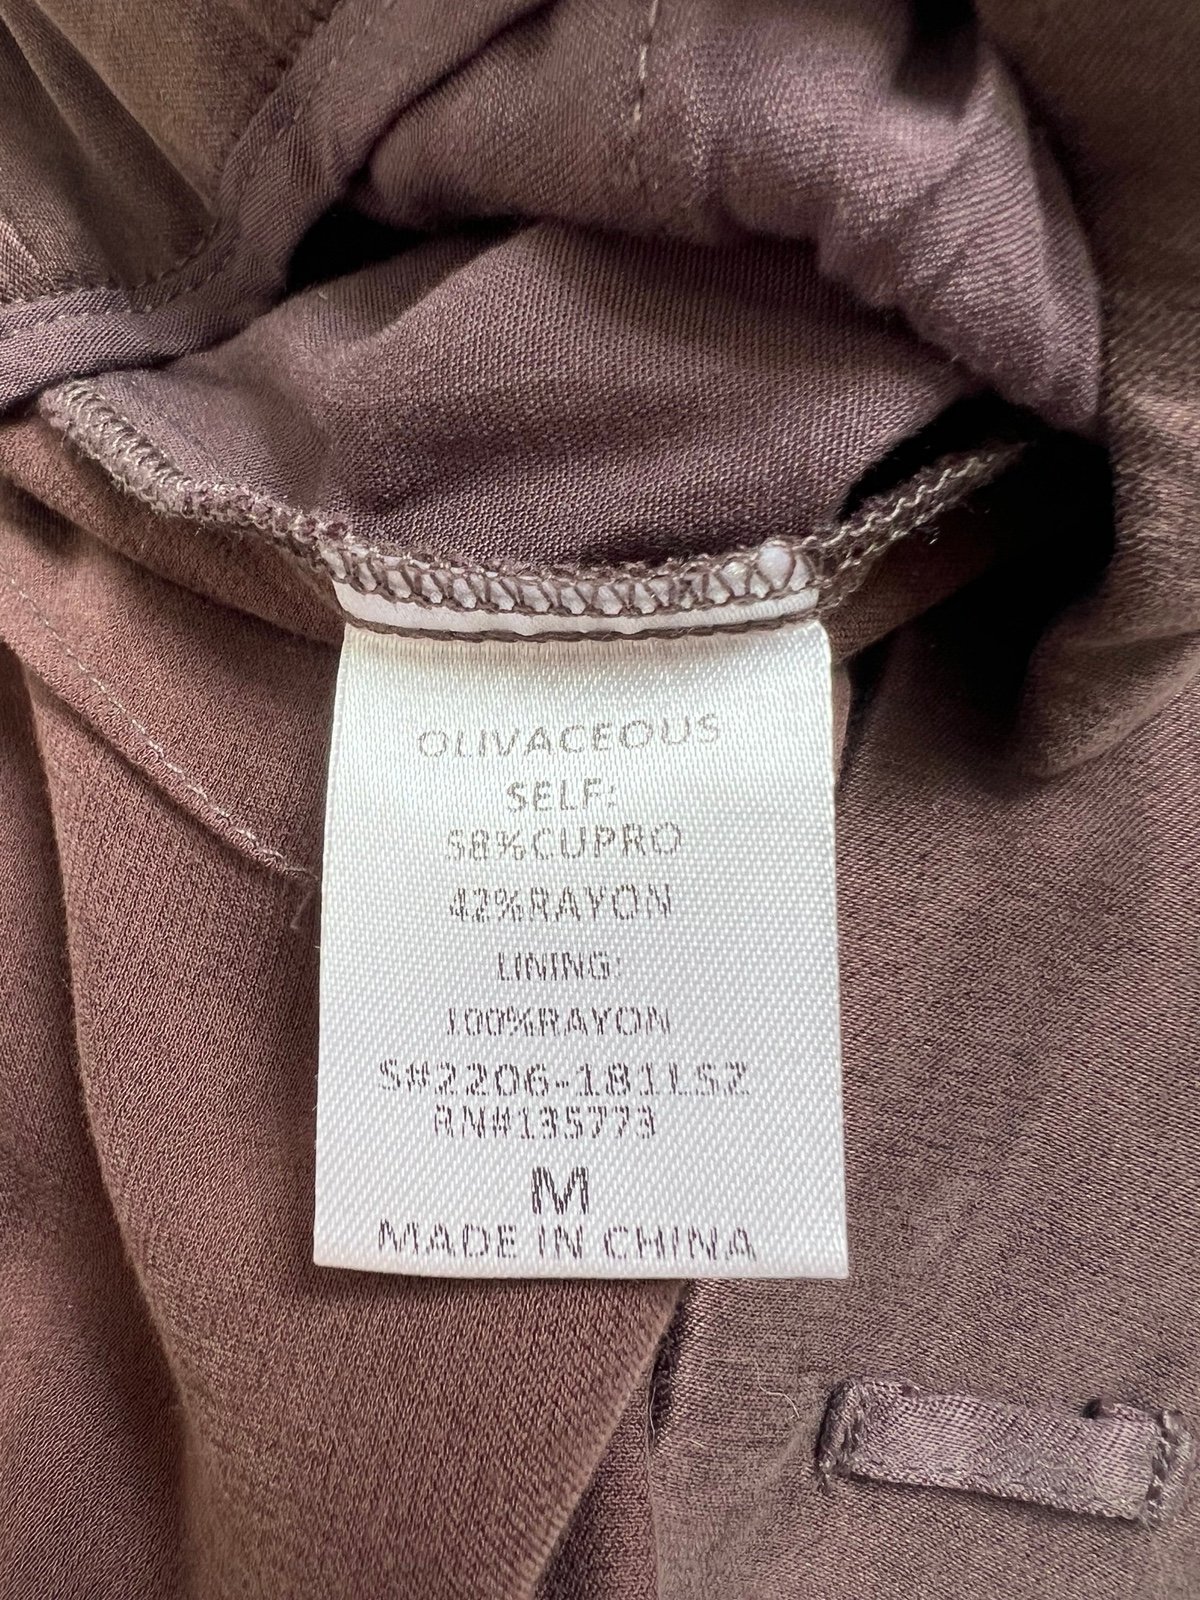 OLIVACEOUS
SELF:
58%CUPRO
42%RAYON
LINING:
100%RAYON
S#2206-181LSZ
RN#135773
M
MADE IN CHINA